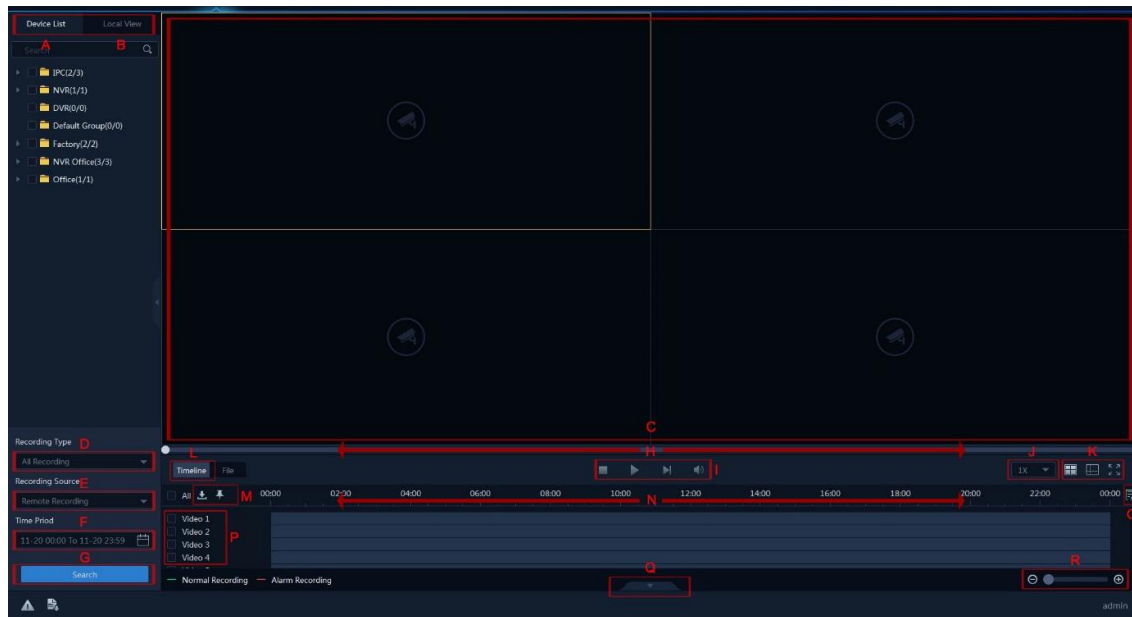 Device List Local View
A B
Search
IPC(2/3)
NVR(1/1)
DVR(0/0)
Default Group(0/0)
Factory(2/2)
NVR Office(3/3)
Office(1/1)
C
Recording Type D
All Recording
Recording Source E
Remote Recording
Time Priod F
11-20 00:00 To 11-20 23:59
G
Search
L H J K
Timeline File I 1X
All M 00:00 02:00 04:00 06:00 08:00 10:00 12:00 14:00 16:00 18:00 20:00 22:00 00:00
N
Video 1
Video 2
P
Video 3
Video 4
Normal Recording Alarm Recording Q R
admin